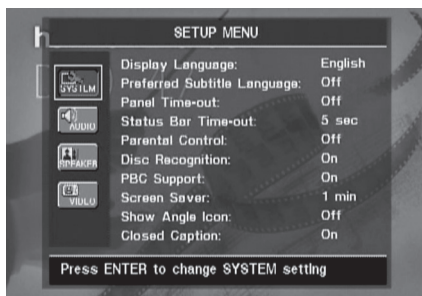 SETUP MENU
Display Language: English
Preferred Subtitle Language: Off
Panel Time-out: Off
Status Bar Time-out: 5 sec
Parental Control: Off
Disc Recognition: On
PBC Support: On
Screen Saver: 1 min
Show Angle Icon: Off
Closed Caption: On
SYSTEM
AUDIO
SPEAKER
VIDEO
Press ENTER to change SYSTEM setting